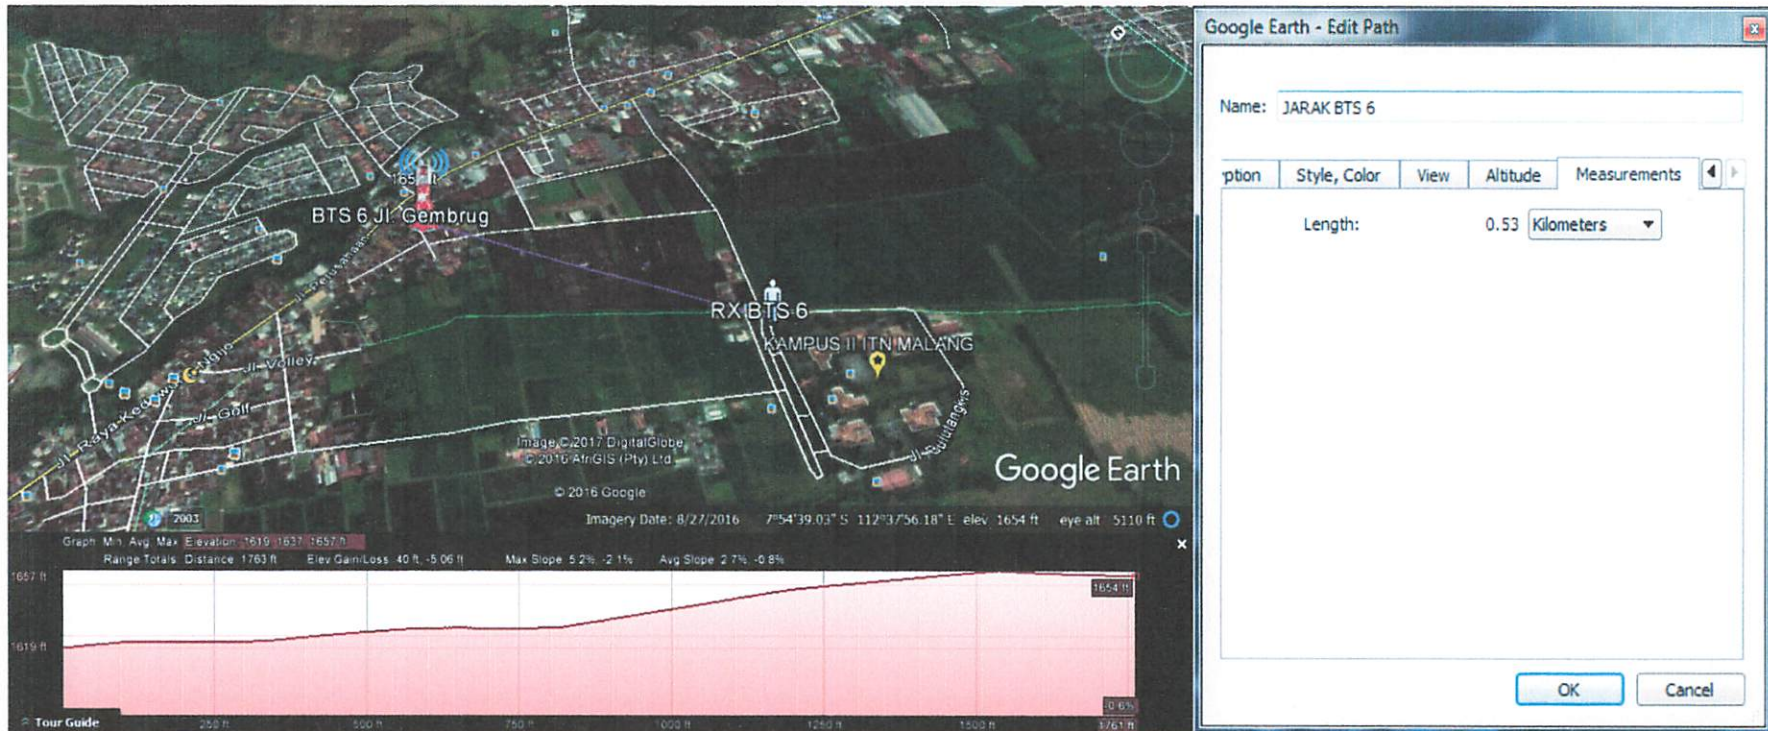 165 ft
BTS 6 Jl. Gembrug
Jl. Perusahaan
RX BTS 6
KAMPUS II ITN MALANG
Jl. Volley
Jl. Golf
Image © 2017 DigitalGlobe
© 2016 AfriGIS (Pty) Ltd.
© 2016 Google
Google Earth
2003
Imagery Date: 8/27/2016 7°54'39.03" S 112°37'56.18" E elev 1654 ft eye alt 5110 ft
Graph: Min, Avg, Max Elevation: 1619, 1637, 1657 ft
Range Totals: Distance: 1763 ft Elev Gain/Loss: 40 ft, -5.06 ft Max Slope: 5.2%, -2.1% Avg Slope: 2.7%, -0.8%
1657 ft
1654 ft
1619 ft
-0.6%
Tour Guide
250 ft 500 ft 750 ft 1000 ft 1250 ft 1500 ft 1761 ft
Google Earth - Edit Path
Name: JARAK BTS 6
ption Style, Color View Altitude Measurements
Length: 0.53 Kilometers
OK Cancel